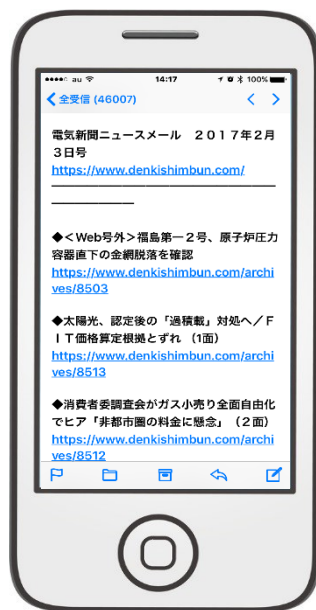 au 14:17 100%
全受信 (46007)
電気新聞ニュースメール　２０１７年２月
３日号
https://www.denkishimbun.com/
―――――――――――――――――
――――――
◆＜Web号外＞福島第一２号、原子炉圧力
容器直下の金網脱落を確認
https://www.denkishimbun.com/archi
ves/8503
◆太陽光、認定後の「過積載」対処へ／Ｆ
ＩＴ価格算定根拠とずれ （1面）
https://www.denkishimbun.com/archi
ves/8513
◆消費者委調査会がガス小売り全面自由化
でヒア「非都市圏の料金に懸念」（２面）
https://www.denkishimbun.com/archi
ves/8512